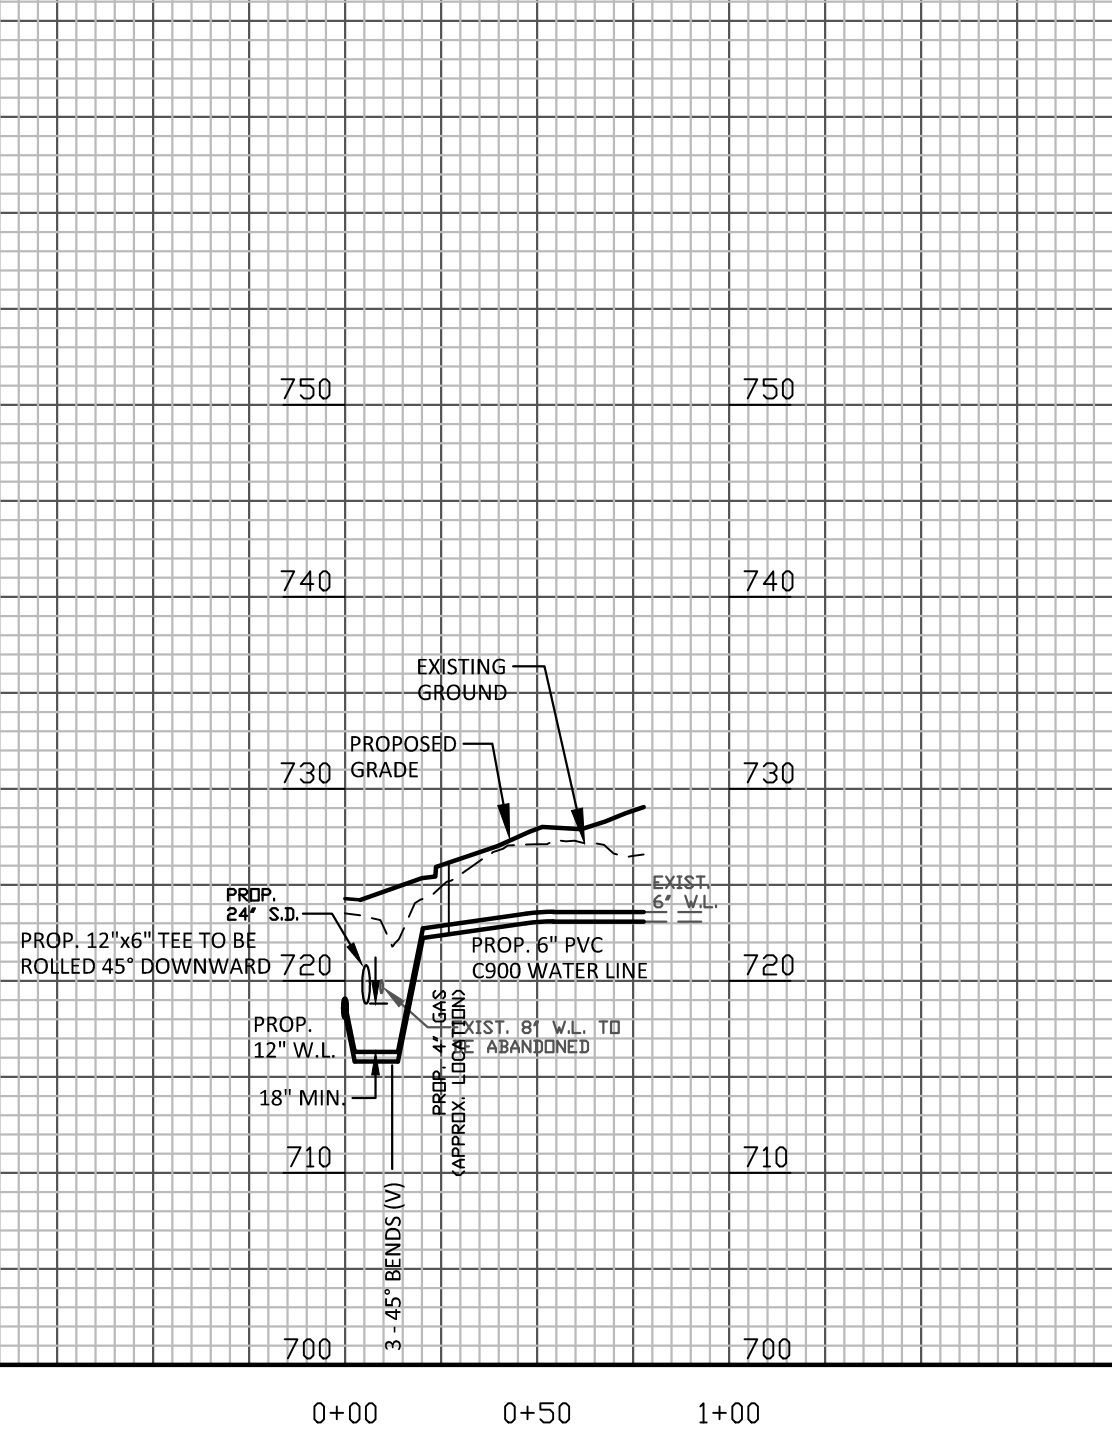 750
750
740
740
EXISTING
GROUND
PROPOSED
GRADE
730
730
EXIST.
6" W.L.
PROP.
24" S.D.
PROP. 12"x6" TEE TO BE
ROLLED 45° DOWNWARD
720
PROP. 6" PVC
C900 WATER LINE
720
PROP.
12" W.L.
EXIST. 8" W.L. TO
BE ABANDONED
PROP. 4" GAS
(APPROX. LOCATION)
18" MIN.
710
710
3 - 45° BENDS (V)
700
700
0+00
0+50
1+00